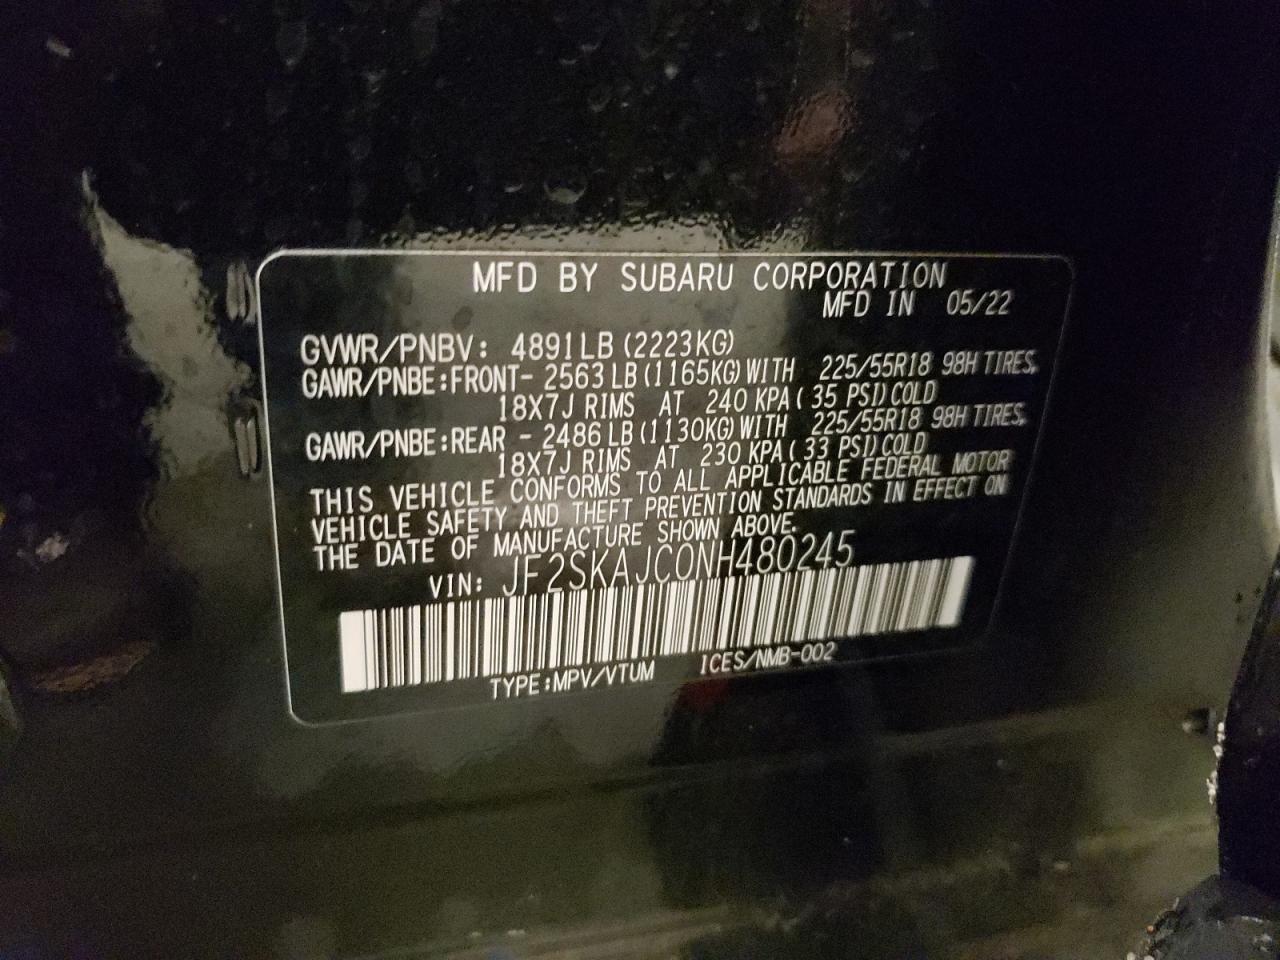 MFD BY SUBARU CORPORATION
MFD IN 05/22
GVWR/PNBV: 4891LB (2223KG)
GAWR/PNBE:FRONT- 2563LB(1165KG)WITH 225/55R18 98H TIRES,
18X7J RIMS AT 240 KPA( 35 PSI)COLD
GAWR/PNBE:REAR - 2486LB(1130KG)WITH 225/55R18 98H TIRES,
18X7J RIMS AT 230 KPA( 33 PSI)COLD
THIS VEHICLE CONFORMS TO ALL APPLICABLE FEDERAL MOTOR
VEHICLE SAFETY AND THEFT PREVENTION STANDARDS IN EFFECT ON
THE DATE OF MANUFACTURE SHOWN ABOVE.
VIN: JF2SKAJC0NH480245
TYPE:MPV/VTUM ICES/NMB-002